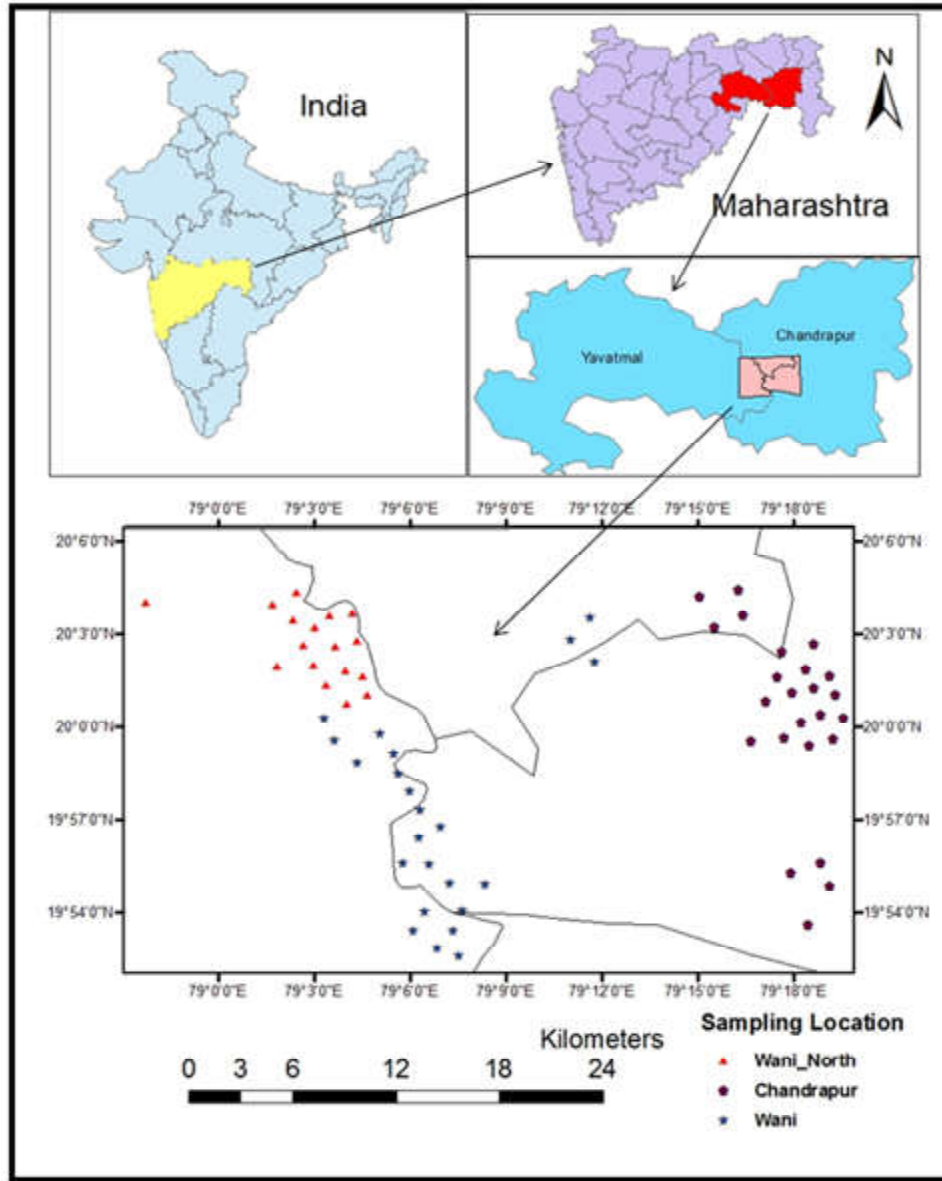 India
N
Maharashtra
Yavatmal
Chandrapur
79°0'0"E 79°3'0"E 79°6'0"E 79°9'0"E 79°12'0"E 79°15'0"E 79°18'0"E
20°6'0"N 20°6'0"N
20°3'0"N 20°3'0"N
20°0'0"N 20°0'0"N
19°57'0"N 19°57'0"N
19°54'0"N 19°54'0"N
79°0'0"E 79°3'0"E 79°6'0"E 79°9'0"E 79°12'0"E 79°15'0"E 79°18'0"E
Kilometers
0 3 6 12 18 24
Sampling Location
Wani_North
Chandrapur
Wani